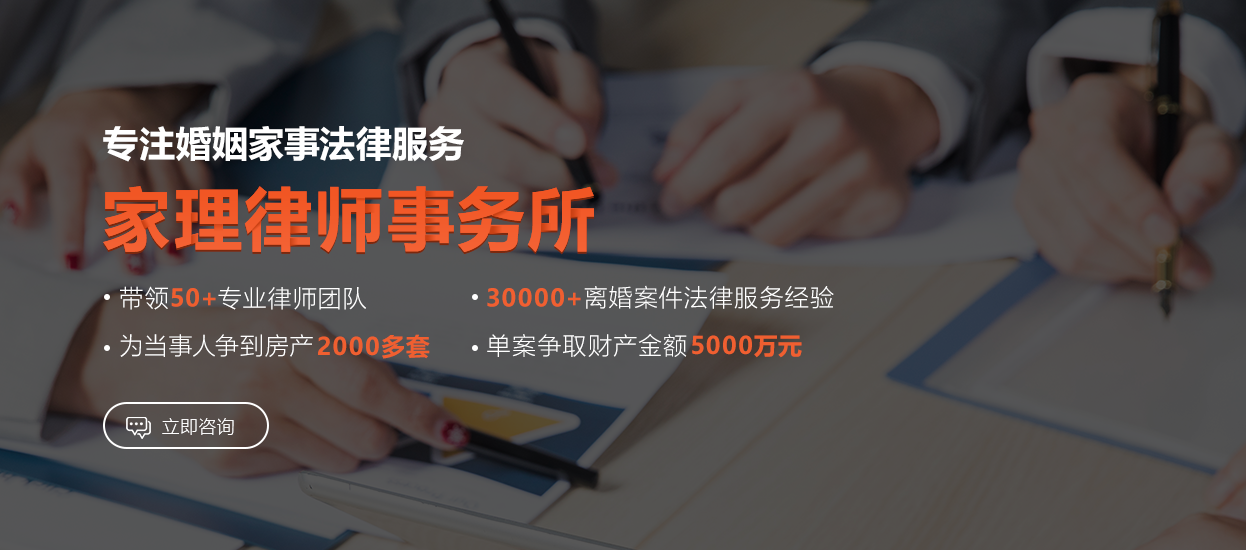 专注婚姻家事法律服务
家理律师事务所
• 带领50+专业律师团队
• 30000+离婚案件法律服务经验
• 为当事人争到房产2000多套
• 单案争取财产金额5000万元
立即咨询